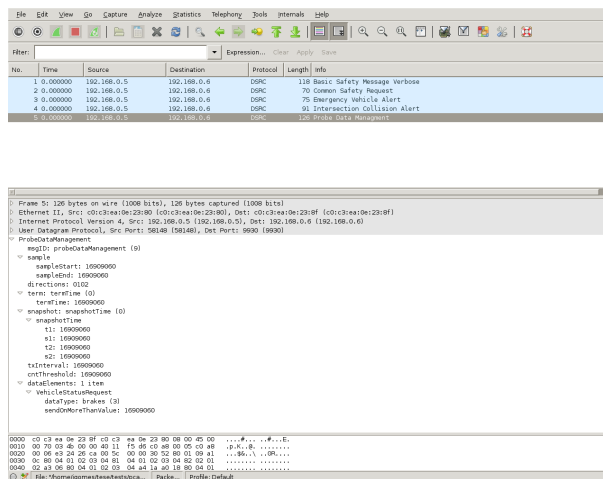 File Edit View Go Capture Analyze Statistics Telephony Tools Internals Help
Filter: Expression... Clear Apply Save
No. Time Source Destination Protocol Length Info
1 0.000000 192.168.0.5 192.168.0.6 DSRC 118 Basic Safety Message Verbose
2 0.000000 192.168.0.5 192.168.0.6 DSRC 70 Common Safety Request
3 0.000000 192.168.0.5 192.168.0.6 DSRC 75 Emergency Vehicle Alert
4 0.000000 192.168.0.5 192.168.0.6 DSRC 91 Intersection Collision Alert
5 0.000000 192.168.0.5 192.168.0.6 DSRC 126 Probe Data Managment
Frame 5: 126 bytes on wire (1008 bits), 126 bytes captured (1008 bits)
Ethernet II, Src: c0:c3:ea:0e:23:80 (c0:c3:ea:0e:23:80), Dst: c0:c3:ea:0e:23:8f (c0:c3:ea:0e:23:8f)
Internet Protocol Version 4, Src: 192.168.0.5 (192.168.0.5), Dst: 192.168.0.6 (192.168.0.6)
User Datagram Protocol, Src Port: 58148 (58148), Dst Port: 9930 (9930)
ProbeDataManagement
msgID: probeDataManagement (9)
sample
sampleStart: 16909060
sampleEnd: 16909060
directions: 0102
term: termTime (0)
termTime: 16909060
snapshot: snapshotTime (0)
snapshotTime
t1: 16909060
s1: 16909060
t2: 16909060
s2: 16909060
txInterval: 16909060
cntThreshold: 16909060
dataElements: 1 item
VehicleStatusRequest
dataType: brakes (3)
sendOnMoreThanValue: 16909060
0000 c0 c3 ea 0e 23 8f c0 c3 ea 0e 23 80 08 00 45 00 ....#... ..#...E.
0010 00 70 03 4b 00 00 40 11 f5 d6 c0 a8 00 05 c0 a8 .p.K..@. ........
0020 00 06 e3 24 26 ca 00 5c 00 00 30 52 80 01 09 a1 ...$&..\ ..0R....
0030 0c 80 04 01 02 03 04 81 04 01 02 03 04 82 02 01 ........ ........
0040 02 a3 06 80 04 01 02 03 04 a4 1a a0 18 80 04 01 ........ ........
File: "/home/jgomes/tese/tests/pca... Packe... Profile: Default